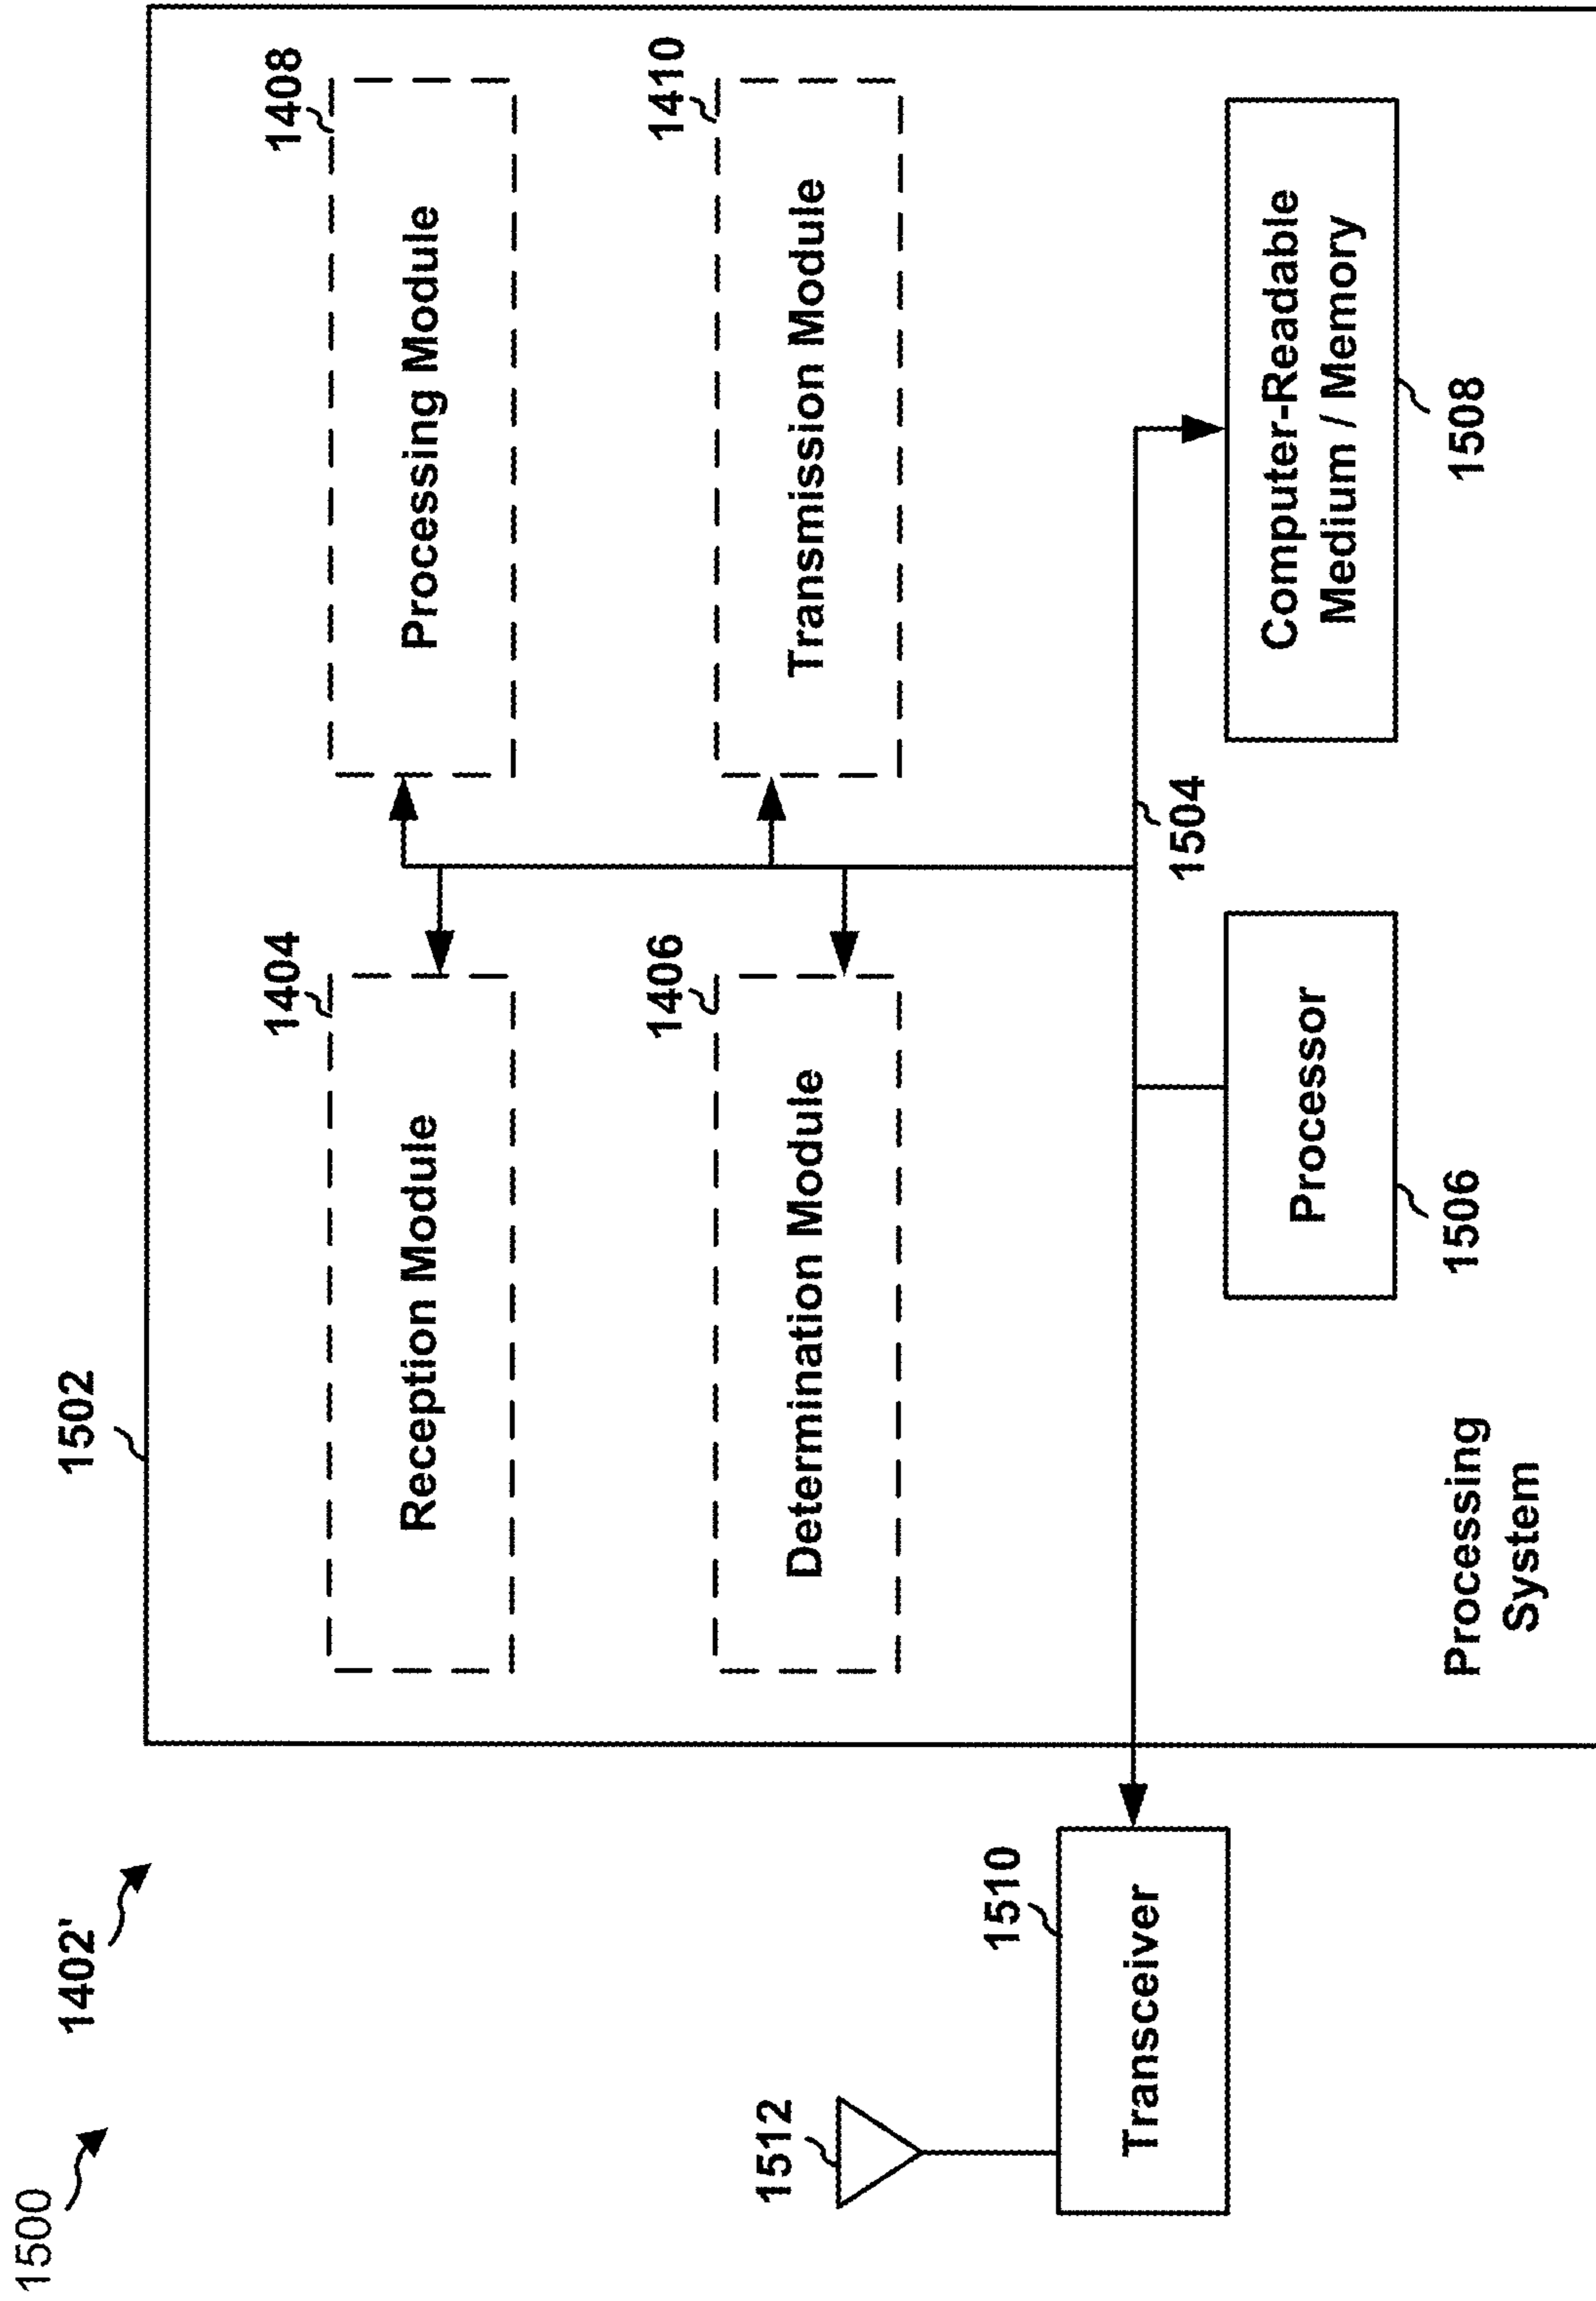 1500
1402'
1502
1404
Reception Module
1408
Processing Module
1406
Determination Module
1410
Transmission Module
1512
1510
Transceiver
1504
Processor
1506
Computer-Readable
Medium / Memory
1508
Processing
System